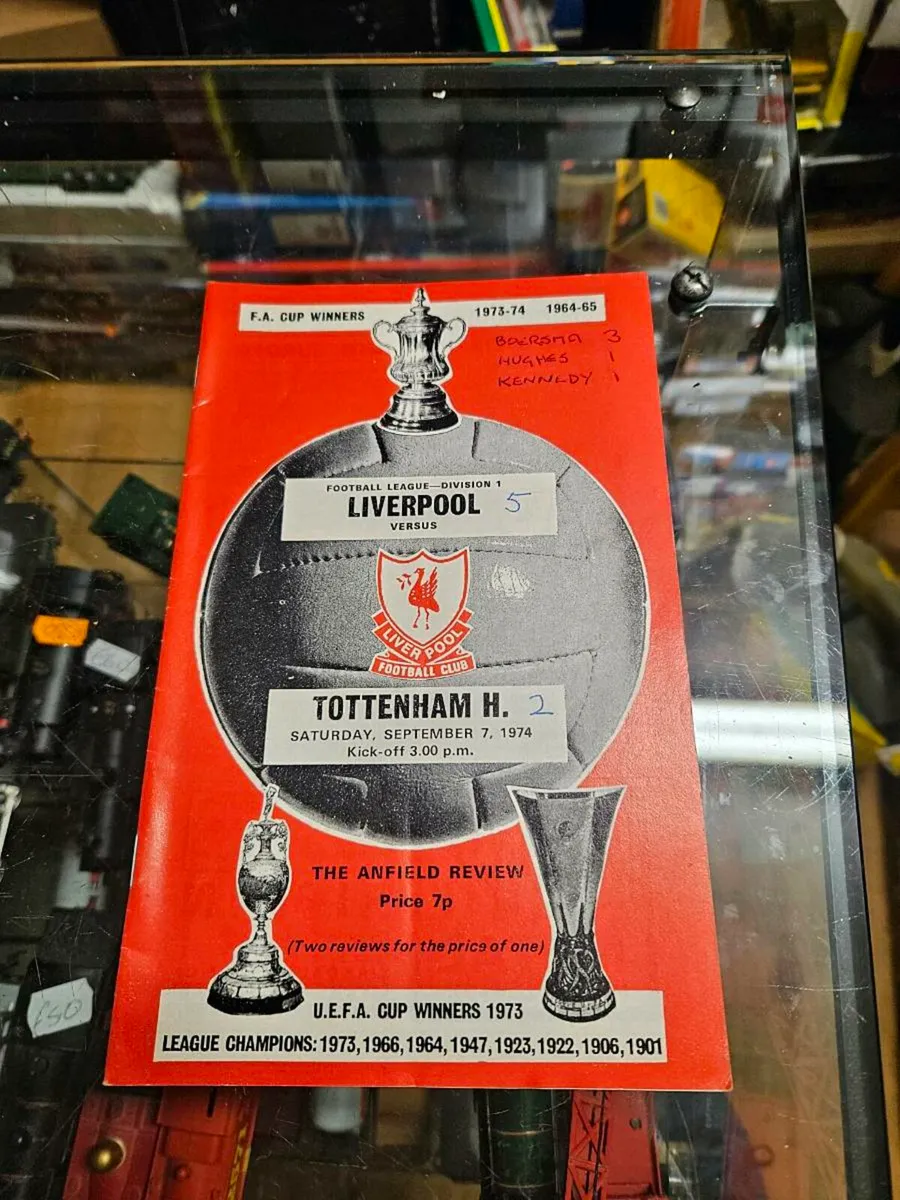 F.A. CUP WINNERS 1973-74 1964-65
BOERSMA 3
HUGHES 1
KENNEDY 1
FOOTBALL LEAGUE—DIVISION 1
LIVERPOOL 5
VERSUS
LIVERPOOL
FOOTBALL CLUB
TOTTENHAM H. 2
SATURDAY, SEPTEMBER 7, 1974
Kick-off 3.00 p.m.
THE ANFIELD REVIEW
Price 7p
(Two reviews for the price of one)
U.E.F.A. CUP WINNERS 1973
LEAGUE CHAMPIONS: 1973, 1966, 1964, 1947, 1923, 1922, 1906, 1901
£50